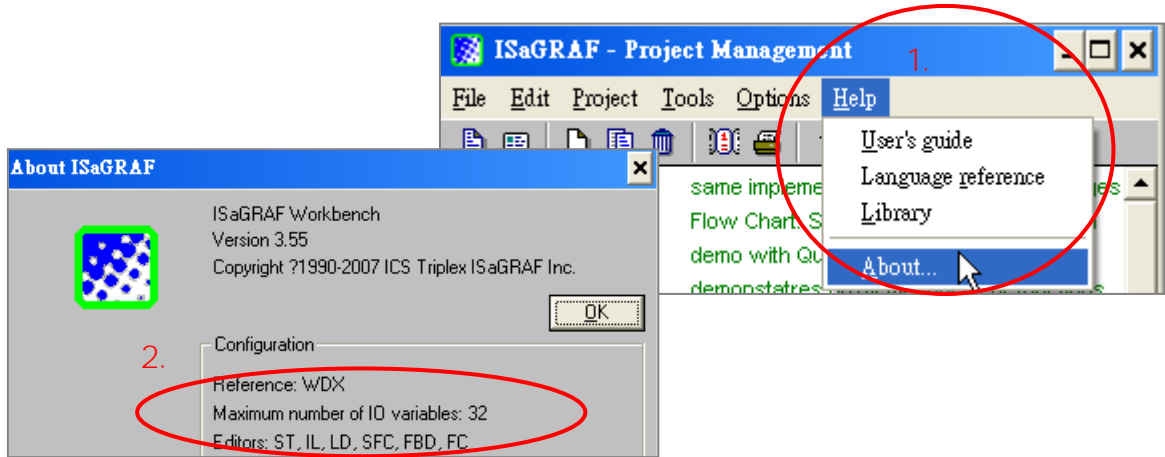 ISaGRAF - Project Management
1.
File Edit Project Tools Options Help
User's guide
Language reference
Library
About...
same impleme
es
Flow Chart. S
demo with Qu
demonstatres
About ISaGRAF
ISaGRAF Workbench
Version 3.55
Copyright ?1990-2007 ICS Triplex ISaGRAF Inc.
OK
2.
Configuration
Reference: WDX
Maximum number of IO variables: 32
Editors: ST, IL, LD, SFC, FBD, FC